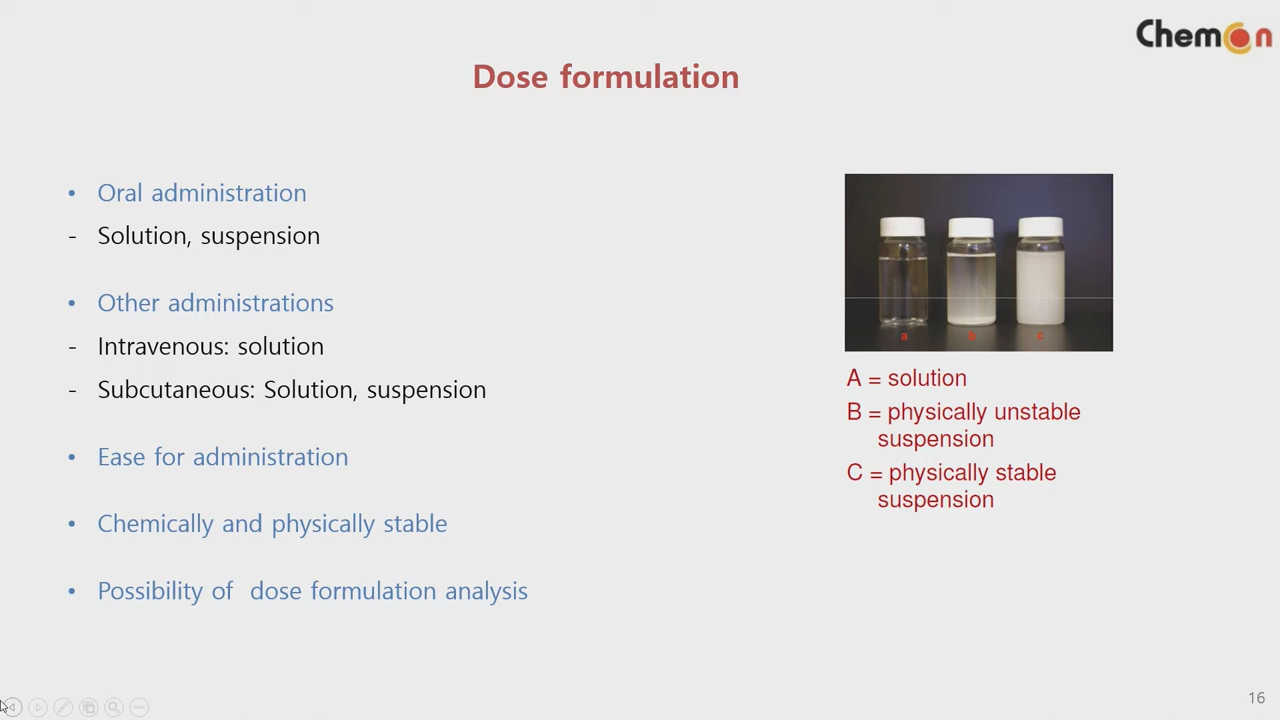 ChemOn
Dose formulation
• Oral administration
- Solution, suspension
• Other administrations
- Intravenous: solution
- Subcutaneous: Solution, suspension
• Ease for administration
• Chemically and physically stable
• Possibility of dose formulation analysis
a b c
A = solution
B = physically unstable
suspension
C = physically stable
suspension
16